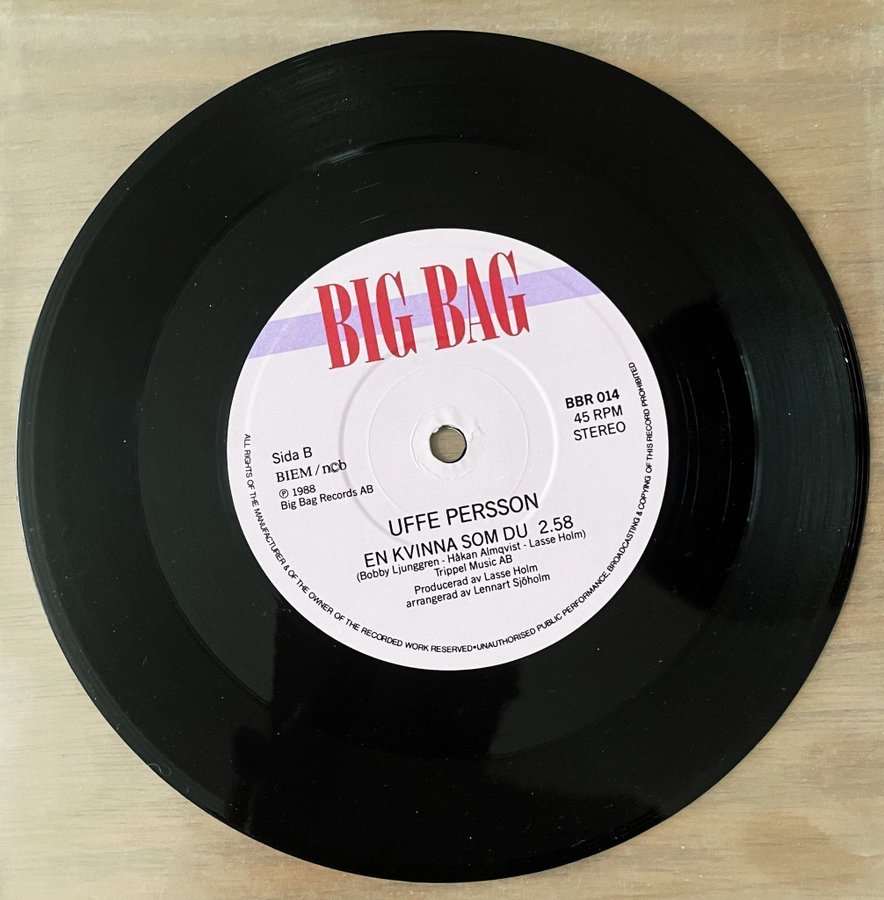 BIG BAG
BBR 014
45 RPM
STEREO
Sida B
BIEM / ncb
℗ 1988
Big Bag Records AB
UFFE PERSSON
EN KVINNA SOM DU 2.58
(Bobby Ljunggren - Håkan Almqvist - Lasse Holm)
Trippel Music AB
Producerad av Lasse Holm
arrangerad av Lennart Sjöholm
ALL RIGHTS OF THE MANUFACTURER & OF THE OWNER OF THE RECORDED WORK RESERVED•UNAUTHORISED PUBLIC PERFORMANCE, BROADCASTING & COPYING OF THIS RECORD PROHIBITED